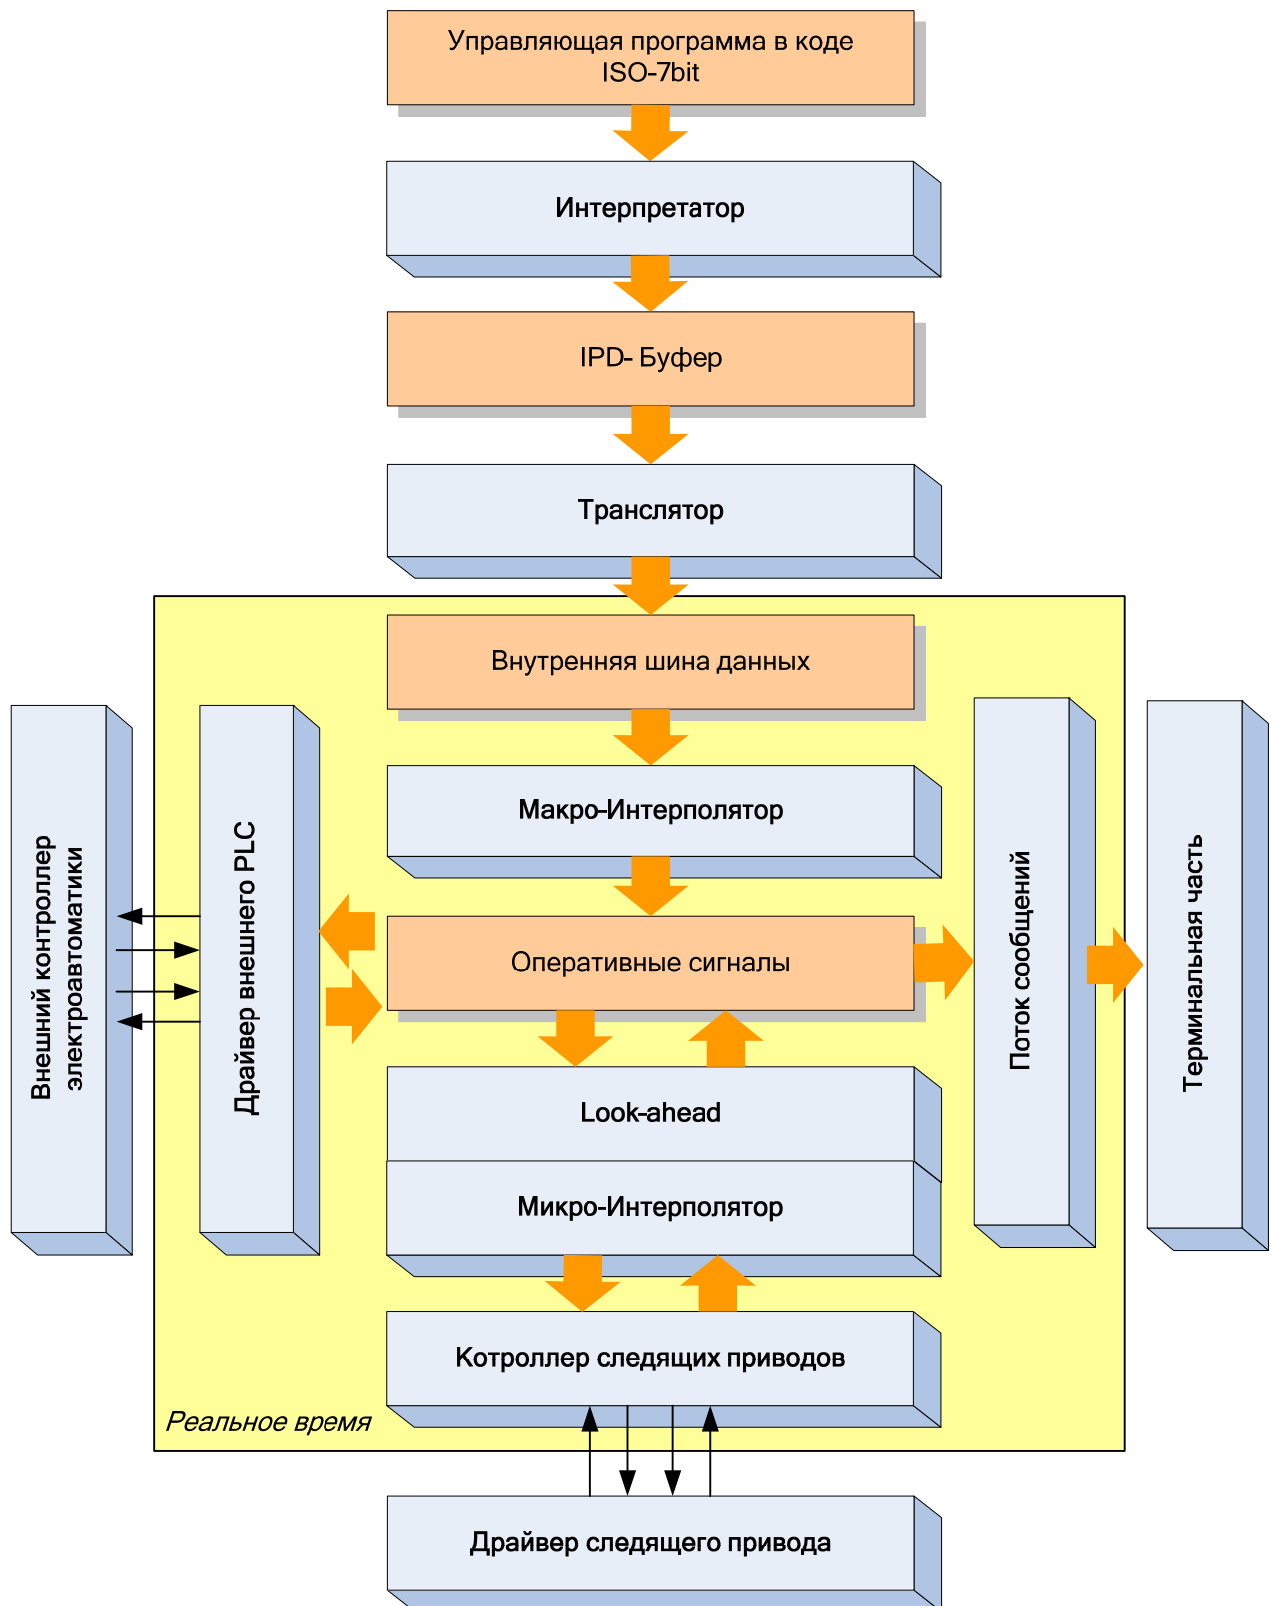 Управляющая программа в коде
ISO-7bit
Интерпретатор
IPD- Буфер
Транслятор
Внутренняя шина данных
Макро-Интерполятор
Оперативные сигналы
Look-ahead
Микро-Интерполятор
Котроллер следящих приводов
Реальное время
Драйвер следящего привода
Внешний контроллер
электроавтоматики
Драйвер внешнего PLC
Поток сообщений
Терминальная часть